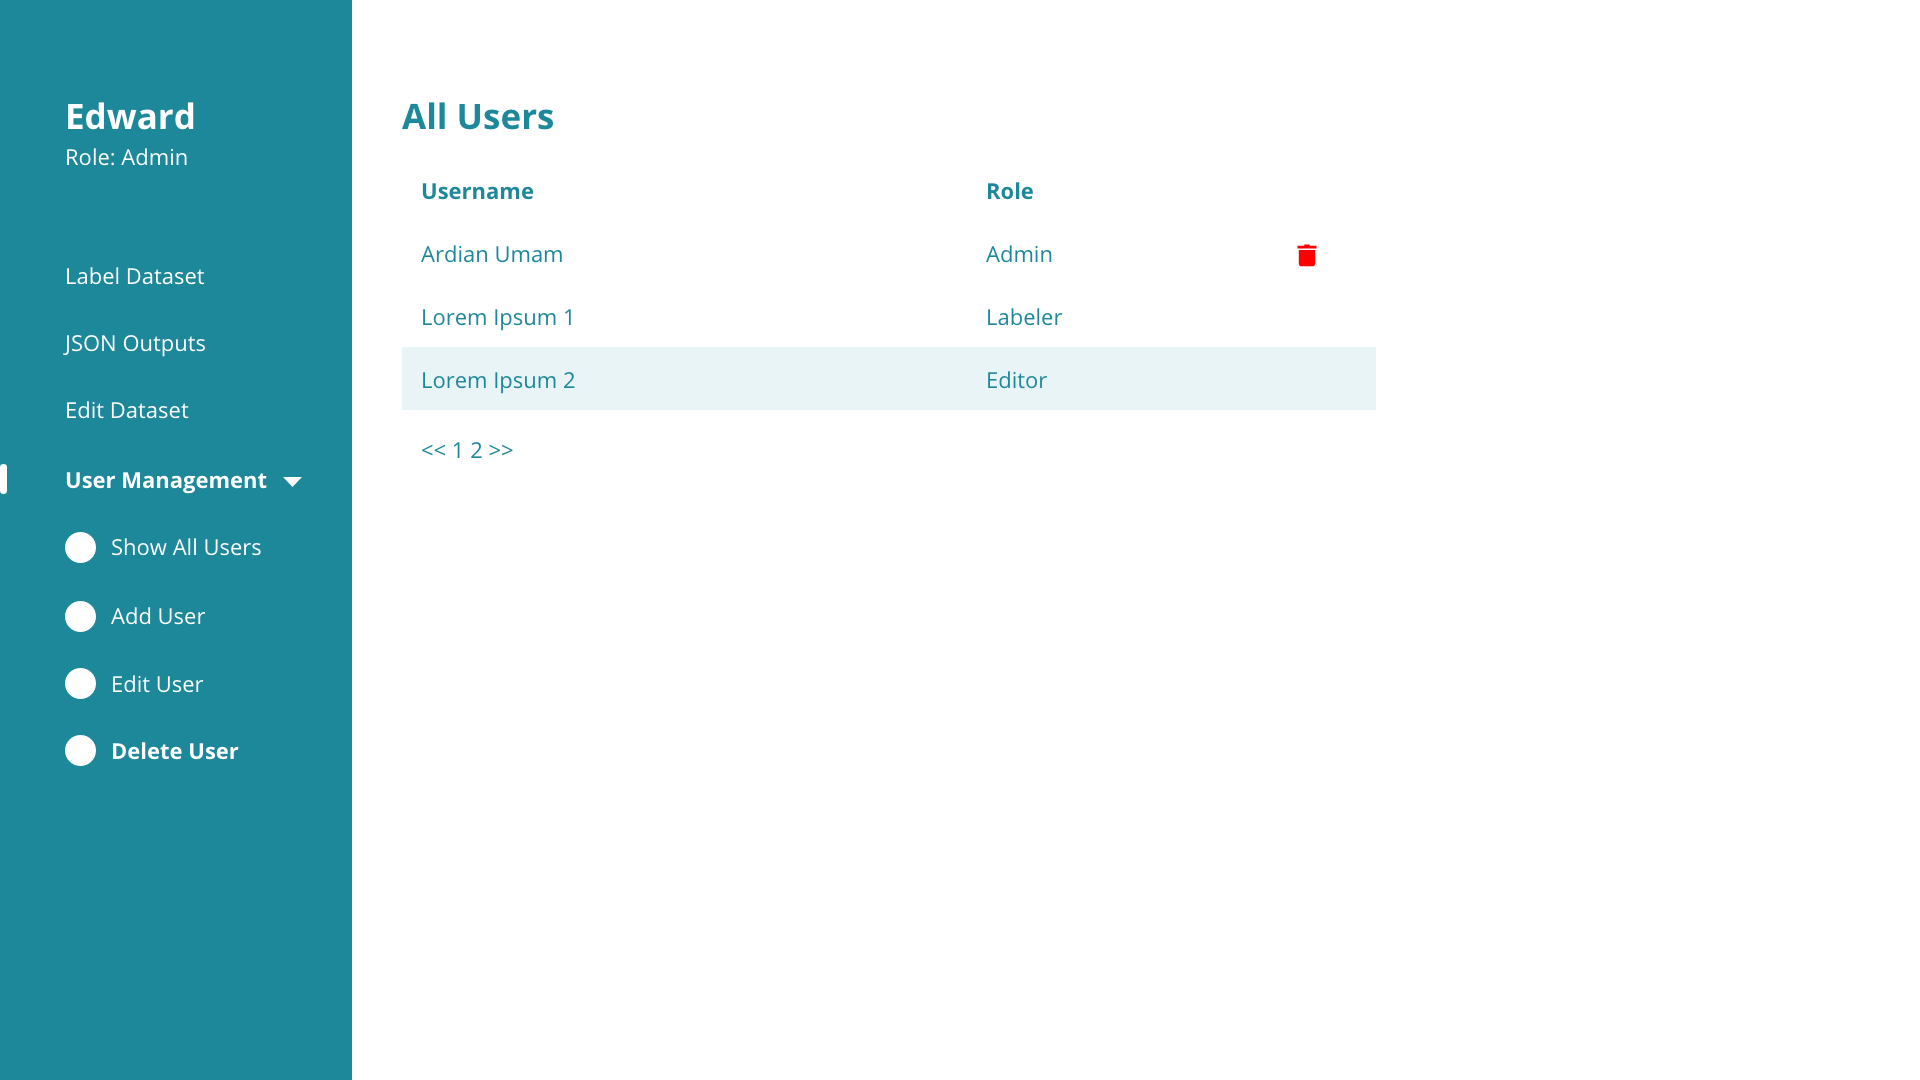 Edward
Role: Admin
Label Dataset
JSON Outputs
Edit Dataset
User Management
Show All Users
Add User
Edit User
Delete User
All Users
Username Role
Ardian Umam Admin
Lorem Ipsum 1 Labeler
Lorem Ipsum 2 Editor
<< 1 2 >>